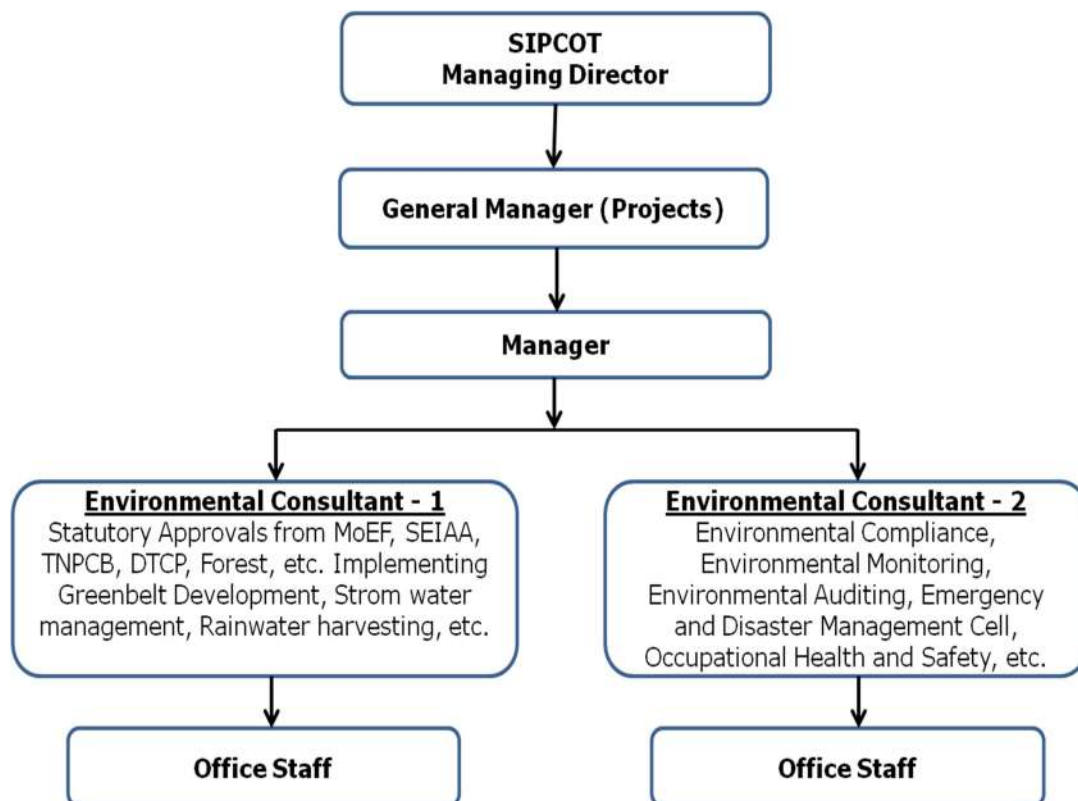 SIPCOT
Managing Director
General Manager (Projects)
Manager
Environmental Consultant - 1
Statutory Approvals from MoEF, SEIAA,
TNPCB, DTCP, Forest, etc. Implementing
Greenbelt Development, Strom water
management, Rainwater harvesting, etc.
Environmental Consultant - 2
Environmental Compliance,
Environmental Monitoring,
Environmental Auditing, Emergency
and Disaster Management Cell,
Occupational Health and Safety, etc.
Office Staff
Office Staff